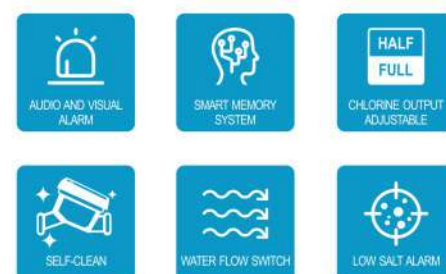 HALF
FULL
AUDIO AND VISUAL
ALARM
SMART MEMORY
SYSTEM
CHLORINE OUTPUT
ADJUSTABLE
SELF-CLEAN
WATER FLOW SWITCH
LOW SALT ALARM